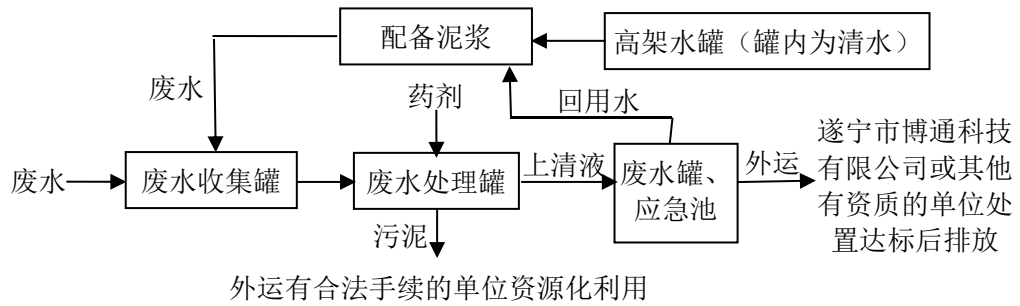 配备泥浆
高架水罐（罐内为清水）
废水
药剂
回用水
废水
废水收集罐
废水处理罐
上清液
废水罐、
应急池
外运
遂宁市博通科技
有限公司或其他
有资质的单位处
置达标后排放
污泥
外运有合法手续的单位资源化利用